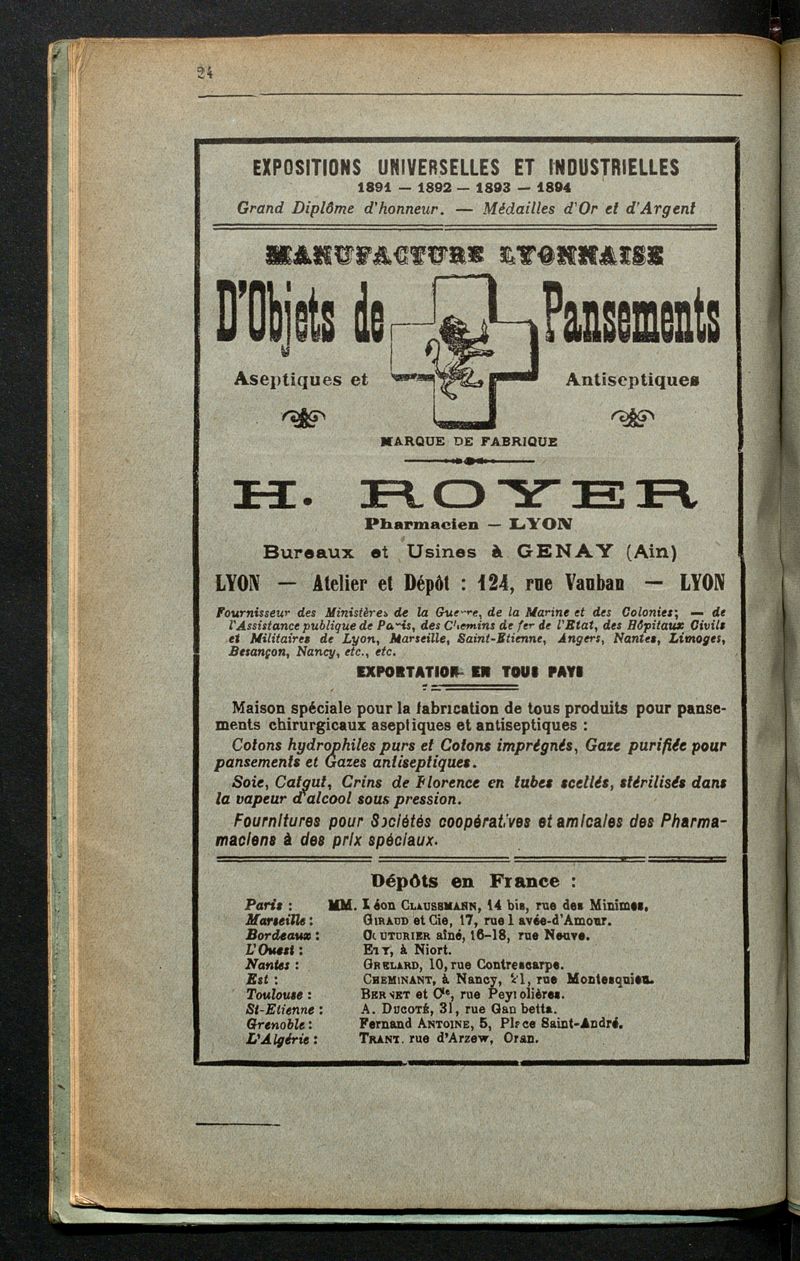 24
EXPOSITIONS UNIVERSELLES ET INDUSTRIELLES
1891 — 1892 — 1893 — 1894
Grand Diplôme d'honneur. — Médailles d'Or et d'Argent
MANUFACTURE LYONNAISE
D'Objets de Pansements
Aseptiques et Antiseptiques
MARQUE DE FABRIQUE
H. ROYER
Pharmacien — LYON
Bureaux et Usines à GENAY (Ain)
LYON — Atelier et Dépôt : 124, rue Vauban — LYON
Fournisseur des Ministères de la Guerre, de la Marine et des Colonies; — de
l'Assistance publique de Paris, des Chemins de fer de l'Etat, des Hôpitaux Civils
et Militaires de Lyon, Marseille, Saint-Etienne, Angers, Nantes, Limoges,
Besançon, Nancy, etc., etc.
EXPORTATION EN TOUS PAYS
Maison spéciale pour la fabrication de tous produits pour panse-
ments chirurgicaux aseptiques et antiseptiques :
Cotons hydrophiles purs et Cotons imprégnés, Gaze purifiée pour
pansements et Gazes antiseptiques.
Soie, Catgut, Crins de Florence en tubes scellés, stérilisés dans
la vapeur d'alcool sous pression.
Fournitures pour Sociétés coopératives et amicales des Pharma-
maciens à des prix spéciaux.
Dépôts en France :
Paris : MM. Léon CLAUSSMANN, 14 bis, rue des Minimes.
Marseille : GIRAUD et Cie, 17, rue Pavée-d'Amour.
Bordeaux : COUTURIER aîné, 16-18, rue Neuve.
L'Ouest : à Niort.
Nantes : GRELARD, 10, rue Contrescarpe.
Est : CHEMINANT, à Nancy, 21, rue Montesquieu.
Toulouse : BERNET et Cie, rue Peyrolières.
St-Etienne : A. DUCOTÉ, 31, rue Gambetta.
Grenoble : Fernand ANTOINE, 5, Place Saint-André.
L'Algérie : rue d'Arzew, Oran.